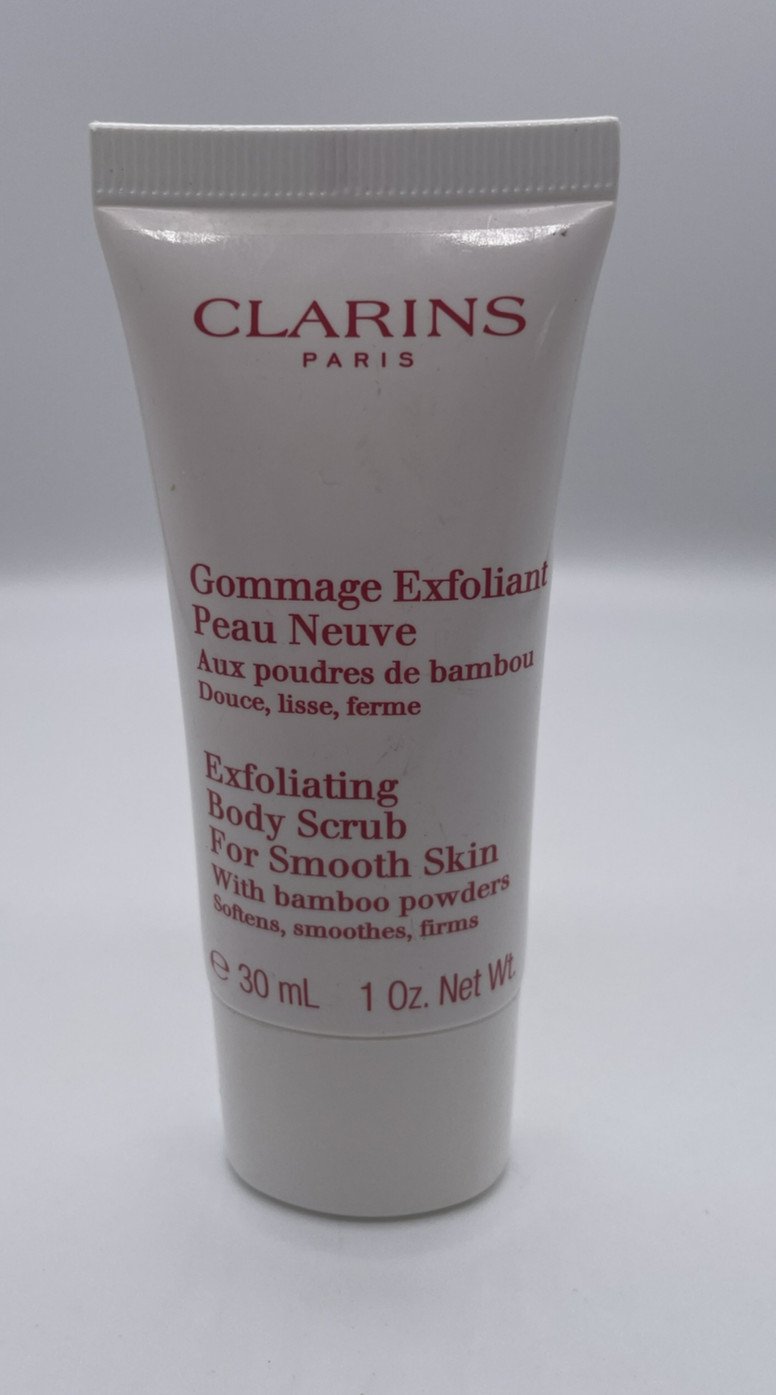 CLARINS
PARIS
Gommage Exfoliant
Peau Neuve
Aux poudres de bambou
Douce, lisse, ferme
Exfoliating
Body Scrub
For Smooth Skin
With bamboo powders
Softens, smoothes, firms
℮ 30 mL 1 Oz. Net Wt.